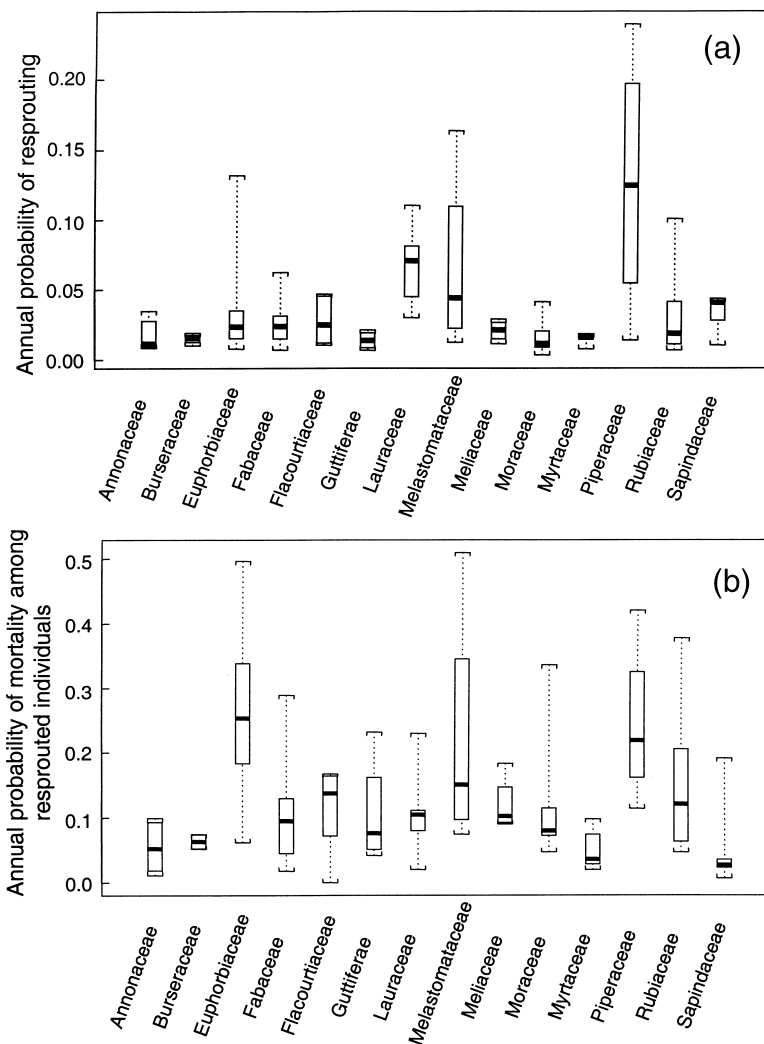 (a)
Annual probability of resprouting
0.20
0.15
0.10
0.05
0.00
Annonaceae
Burseraceae
Euphorbiaceae
Fabaceae
Flacourtiaceae
Guttiferae
Lauraceae
Melastomataceae
Meliaceae
Moraceae
Myrtaceae
Piperaceae
Rubiaceae
Sapindaceae
(b)
Annual probability of mortality among
resprouted individuals
0.5
0.4
0.3
0.2
0.1
0.0
Annonaceae
Burseraceae
Euphorbiaceae
Fabaceae
Flacourtiaceae
Guttiferae
Lauraceae
Melastomataceae
Meliaceae
Moraceae
Myrtaceae
Piperaceae
Rubiaceae
Sapindaceae